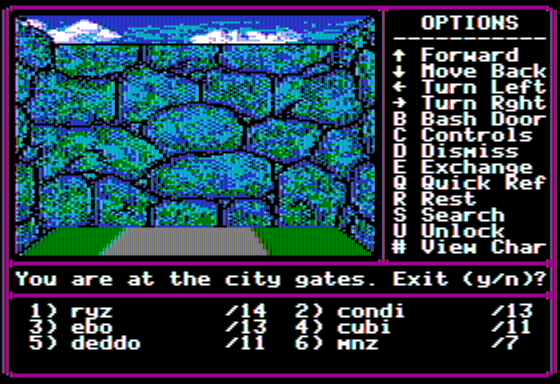 OPTIONS
------------
↑ Forward
↓ Move Back
← Turn Left
→ Turn Rght
B Bash Door
C Controls
D Dismiss
E Exchange
Q Quick Ref
R Rest
S Search
U Unlock
# View Char
You are at the city gates. Exit (y/n)?
1) ryz /14 2) condi /13
3) ebo /13 4) cubi /11
5) deddo /11 6) mnz /7